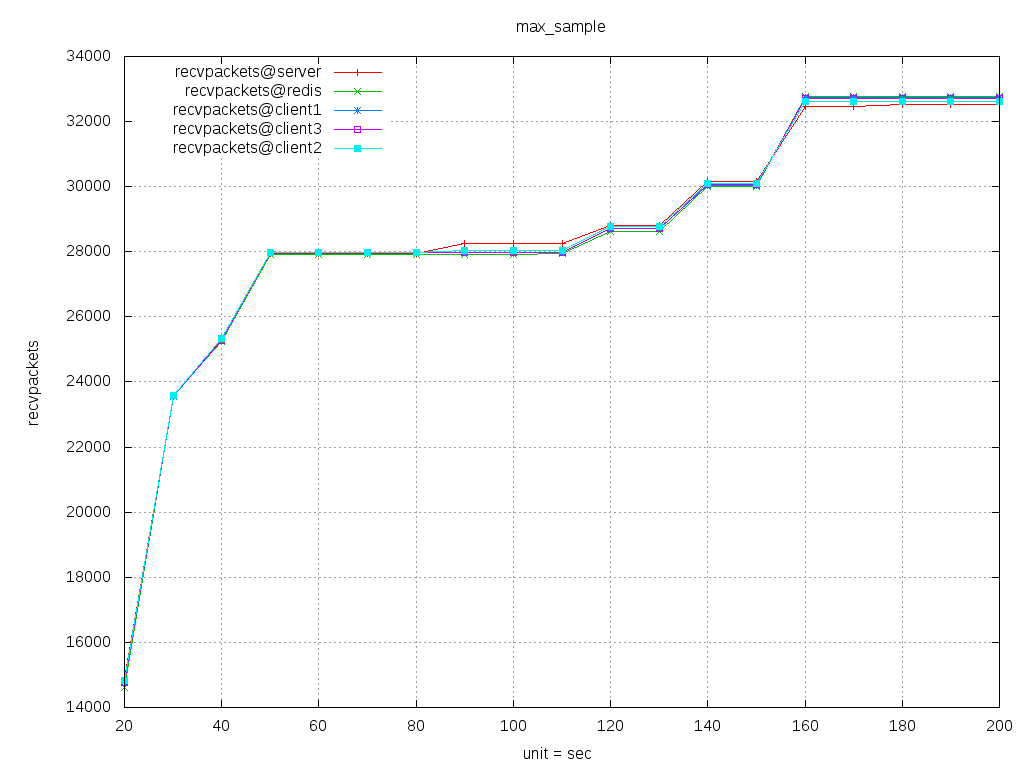 max_sample
34000
32000
30000
28000
26000
24000
22000
20000
18000
16000
14000
recvpackets
recvpackets@server
recvpackets@redis
recvpackets@client1
recvpackets@client3
recvpackets@client2
20 40 60 80 100 120 140 160 180 200
unit = sec